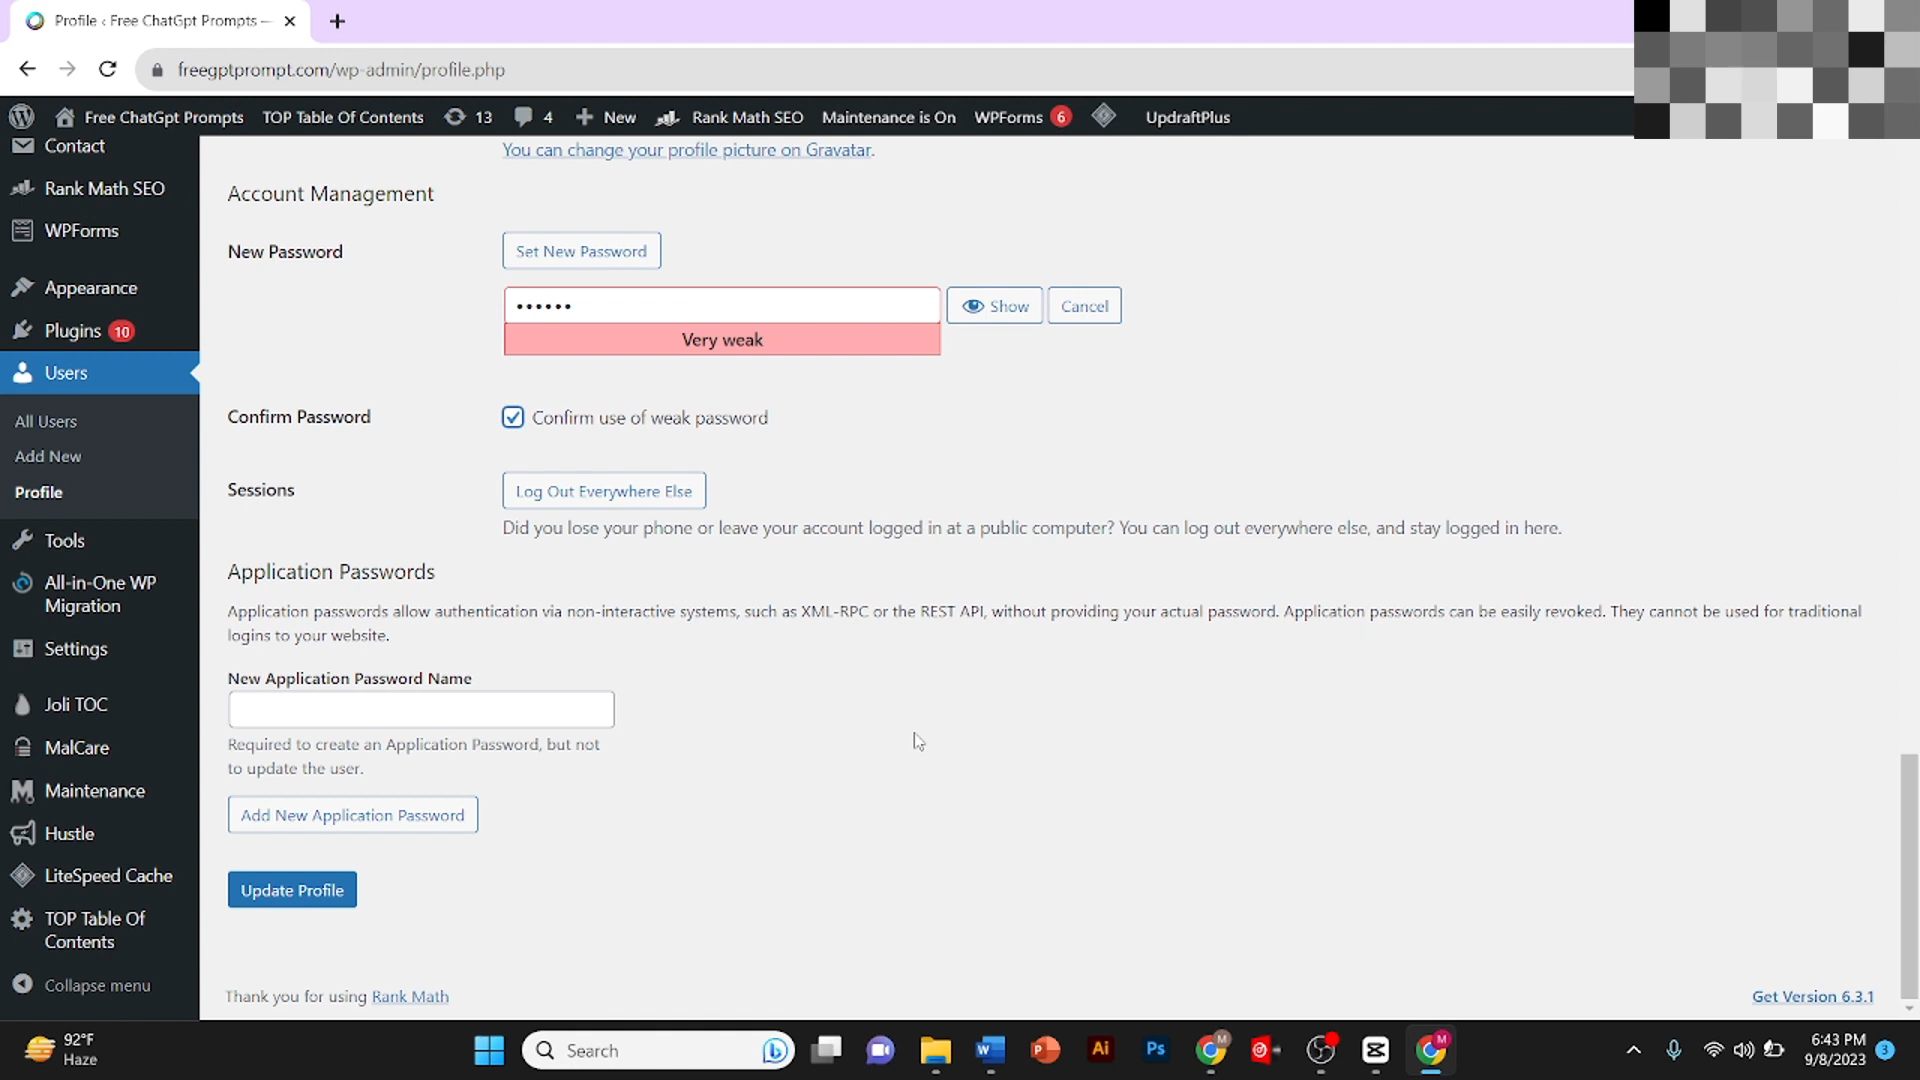 Profile ‹ Free ChatGpt Prompts —
freegptprompt.com/wp-admin/profile.php
Free ChatGpt Prompts TOP Table Of Contents 13 4 New Rank Math SEO Maintenance is On WPForms 6 UpdraftPlus
Contact
Rank Math SEO
WPForms
Appearance
Plugins 10
Users
All Users
Add New
Profile
Tools
All-in-One WP
Migration
Settings
Joli TOC
MalCare
Maintenance
Hustle
LiteSpeed Cache
TOP Table Of
Contents
Collapse menu
You can change your profile picture on Gravatar.
Account Management
New Password
Set New Password
••••••
Show
Cancel
Very weak
Confirm Password
Confirm use of weak password
Sessions
Log Out Everywhere Else
Did you lose your phone or leave your account logged in at a public computer? You can log out everywhere else, and stay logged in here.
Application Passwords
Application passwords allow authentication via non-interactive systems, such as XML-RPC or the REST API, without providing your actual password. Application passwords can be easily revoked. They cannot be used for traditional
logins to your website.
New Application Password Name
Required to create an Application Password, but not
to update the user.
Add New Application Password
Update Profile
Thank you for using Rank Math
Get Version 6.3.1
92°F
Haze
Search
Ai
Ps
6:43 PM
9/8/2023
3